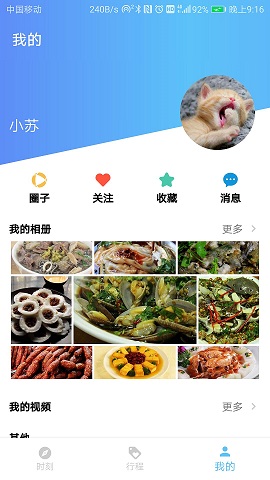 中国移动 240B/s 92% 晚上9:16
我的
小苏
圈子 关注 收藏 消息
我的相册 更多
我的视频 更多
其他
时刻 行程 我的